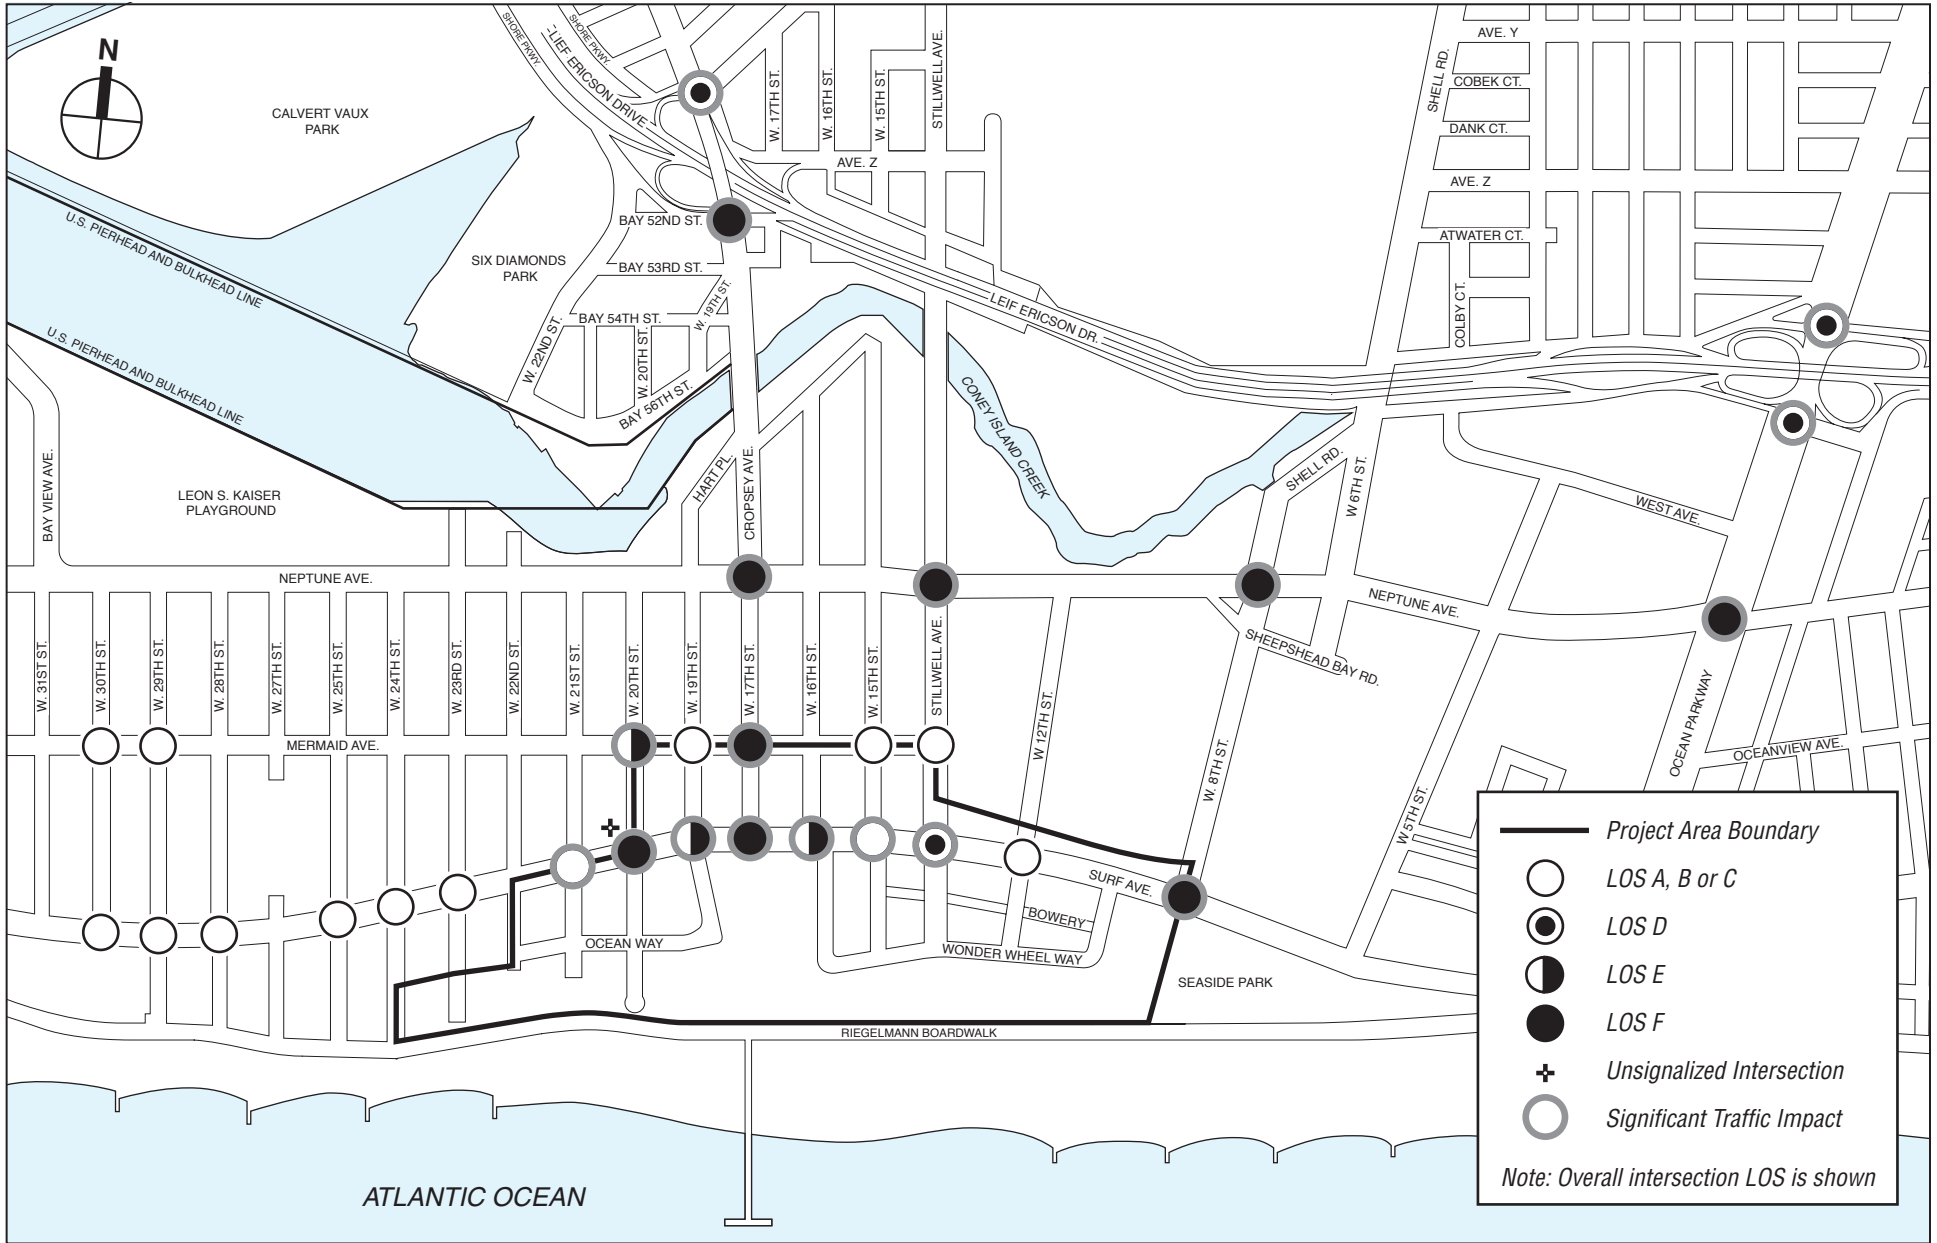 N
CALVERT VAUX
PARK
SHORE PKWY.
SHORE PKWY.
LIEF ERICSON DRIVE
W. 17TH ST.
W. 16TH ST.
W. 15TH ST.
STILLWELL AVE.
SHELL RD.
AVE. Y
COBEK CT.
DANK CT.
AVE. Z
AVE. Z
ATWATER CT.
COLBY CT.
U.S. PIERHEAD AND BULKHEAD LINE
U.S. PIERHEAD AND BULKHEAD LINE
SIX DIAMONDS
PARK
BAY 52ND ST.
BAY 53RD ST.
W. 19TH ST.
BAY 54TH ST.
W. 22ND ST.
W. 20TH ST.
BAY 56TH ST.
LEIF ERICSON DR.
CONEY ISLAND CREEK
BAY VIEW AVE.
LEON S. KAISER
PLAYGROUND
HART PL.
CROPSEY AVE.
SHELL RD.
W 6TH ST.
WEST AVE.
NEPTUNE AVE.
NEPTUNE AVE.
SHEEPSHEAD BAY RD.
W. 31ST ST.
W. 30TH ST.
W. 29TH ST.
W. 28TH ST.
W. 27TH ST.
W. 25TH ST.
W. 24TH ST.
W. 23RD ST.
W. 22ND ST.
W. 21ST ST.
W. 20TH ST.
W. 19TH ST.
W. 17TH ST.
W. 16TH ST.
W. 15TH ST.
STILLWELL AVE.
W 12TH ST.
W. 8TH ST.
W 5TH ST.
OCEAN PARKWAY
OCEANVIEW AVE.
MERMAID AVE.
SURF AVE.
BOWERY
OCEAN WAY
WONDER WHEEL WAY
SEASIDE PARK
RIEGELMANN BOARDWALK
ATLANTIC OCEAN
Project Area Boundary
LOS A, B or C
LOS D
LOS E
LOS F
Unsignalized Intersection
Significant Traffic Impact
Note: Overall intersection LOS is shown